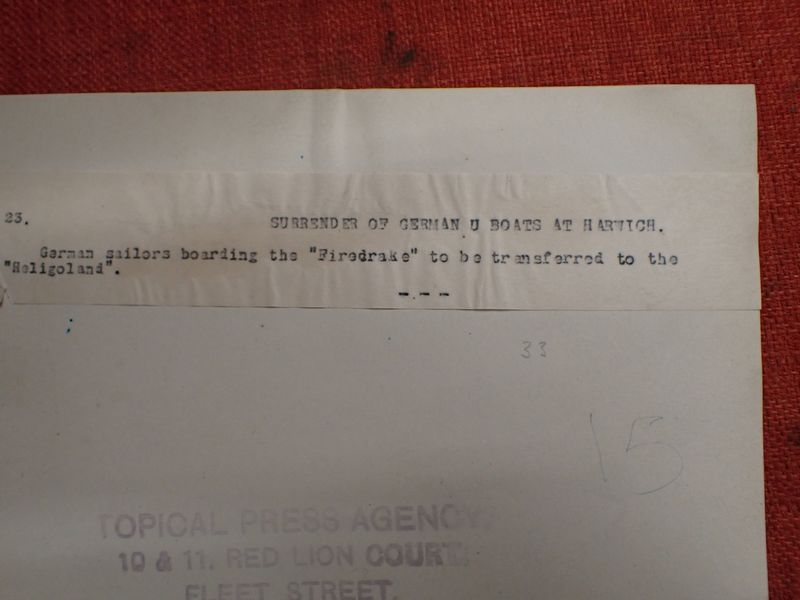 23.
SURRENDER OF GERMAN U BOATS AT HARWICH.
German sailors boarding the "Firedrake" to be transferred to the
"Heligoland".
-.--
33
15
TOPICAL PRESS AGENCY.
10 & 11, RED LION COURT.
FLEET STREET.